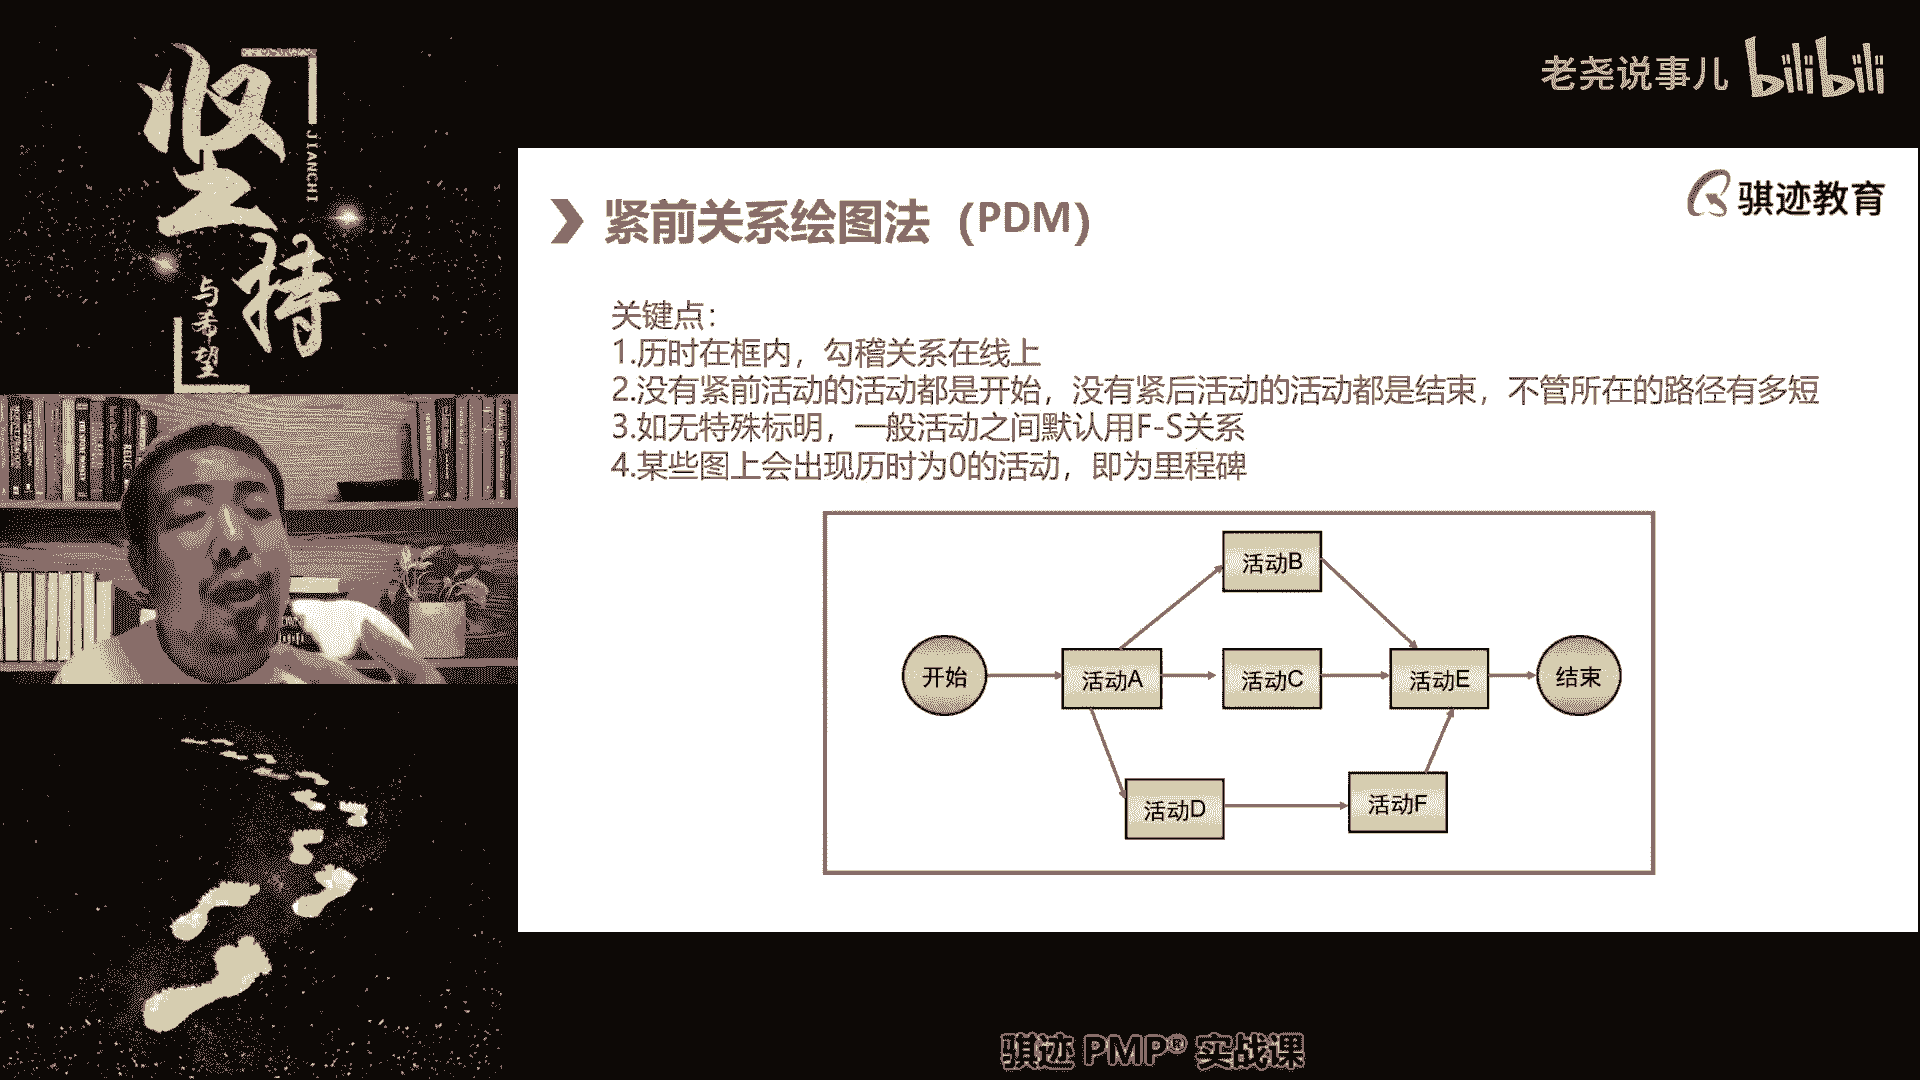 坚
持
JIANCHI
与希望
老尧说事儿 bilibili
骐迹教育
紧前关系绘图法（PDM）
关键点：
1.历时在框内，勾稽关系在线上
2.没有紧前活动的活动都是开始，没有紧后活动的活动都是结束，不管所在的路径有多短
3.如无特殊标明，一般活动之间默认用F-S关系
4.某些图上会出现历时为0的活动，即为里程碑
活动B
开始
活动A
活动C
活动E
结束
活动D
活动F
骐迹 PMP® 实战课